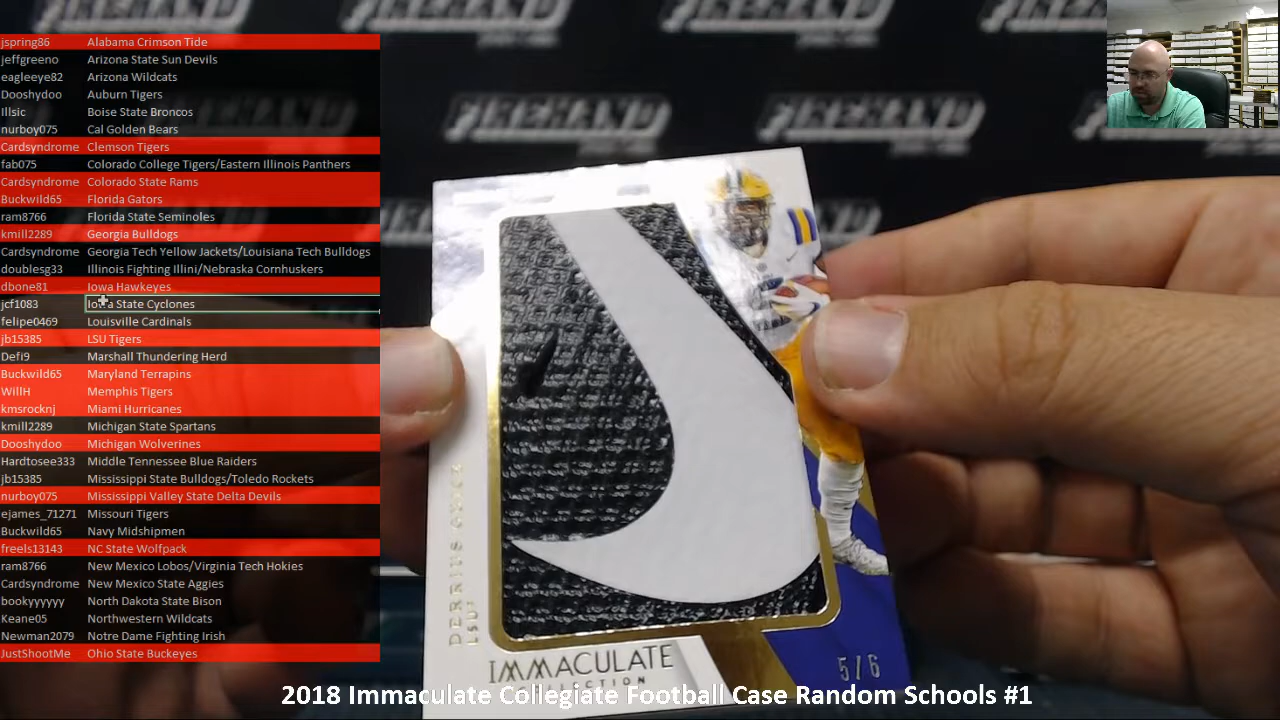 jspring86 Alabama Crimson Tide
jeffgreeno Arizona State Sun Devils
eagleeye82 Arizona Wildcats
Dooshydoo Auburn Tigers
Illsic Boise State Broncos
nurboy075 Cal Golden Bears
Cardsyndrome Clemson Tigers
fab075 Colorado College Tigers/Eastern Illinois Panthers
Cardsyndrome Colorado State Rams
Buckwild65 Florida Gators
ram8766 Florida State Seminoles
kmill2289 Georgia Bulldogs
Cardsyndrome Georgia Tech Yellow Jackets/Louisiana Tech Bulldogs
doublesg33 Illinois Fighting Illini/Nebraska Cornhuskers
dbone81 Iowa Hawkeyes
jcf1083 Iowa State Cyclones
felipe0469 Louisville Cardinals
jb15385 LSU Tigers
Defi9 Marshall Thundering Herd
Buckwild65 Maryland Terrapins
WillH Memphis Tigers
kmsrocknj Miami Hurricanes
kmill2289 Michigan State Spartans
Dooshydoo Michigan Wolverines
Hardtosee333 Middle Tennessee Blue Raiders
jb15385 Mississippi State Bulldogs/Toledo Rockets
nurboy075 Mississippi Valley State Delta Devils
ejames_71271 Missouri Tigers
Buckwild65 Navy Midshipmen
freels13143 NC State Wolfpack
ram8766 New Mexico Lobos/Virginia Tech Hokies
Cardsyndrome New Mexico State Aggies
bookyyyyyy North Dakota State Bison
Keane05 Northwestern Wildcats
Newman2079 Notre Dame Fighting Irish
JustShootMe Ohio State Buckeyes
FIREHAND
FIREHAND
DERRIUS GUICE
LSU
IMMACULATE
COLLECTION
5/6
2018 Immaculate Collegiate Football Case Random Schools #1